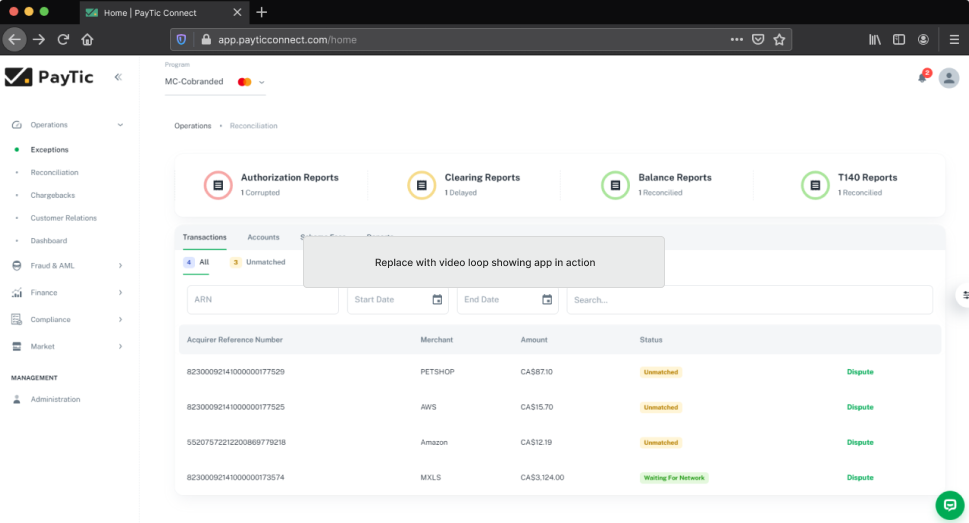 Home | PayTic Connect
app.payticconnect.com/home
PayTic
Program
MC-Cobranded
2
Operations
Exceptions
Reconciliation
Chargebacks
Customer Relations
Dashboard
Fraud & AML
Finance
Compliance
Market
MANAGEMENT
Administration
Operations • Reconciliation
Authorization Reports
1 Corrupted
Clearing Reports
1 Delayed
Balance Reports
1 Reconciled
T140 Reports
1 Reconciled
Transactions Accounts
4 All 3 Unmatched
Replace with video loop showing app in action
ARN Start Date End Date Search...
Acquirer Reference Number Merchant Amount Status
82300092141000000177529 PETSHOP CA$87.10 Unmatched Dispute
82300092141000000177525 AWS CA$15.70 Unmatched Dispute
55207572212200869779218 Amazon CA$12.19 Unmatched Dispute
82300092141000000173574 MXLS CA$3,124.00 Waiting For Network Dispute